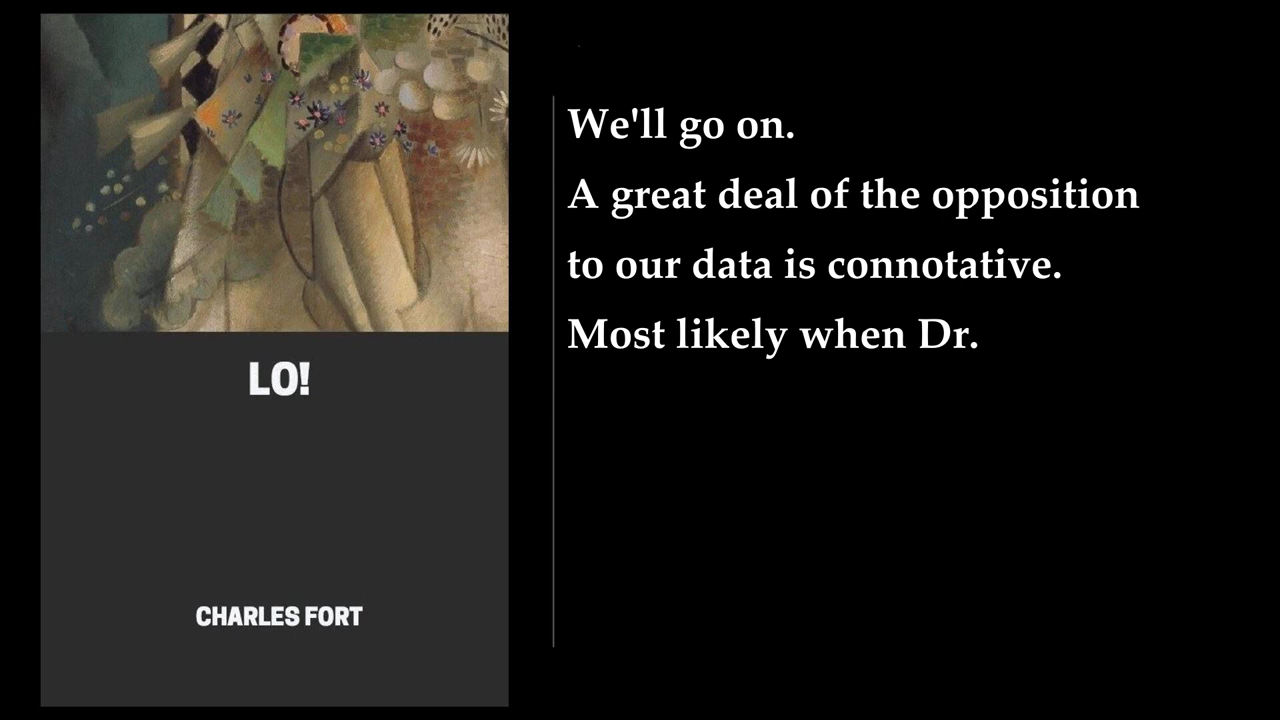 LO!
CHARLES FORT
We'll go on.
A great deal of the opposition
to our data is connotative.
Most likely when Dr.